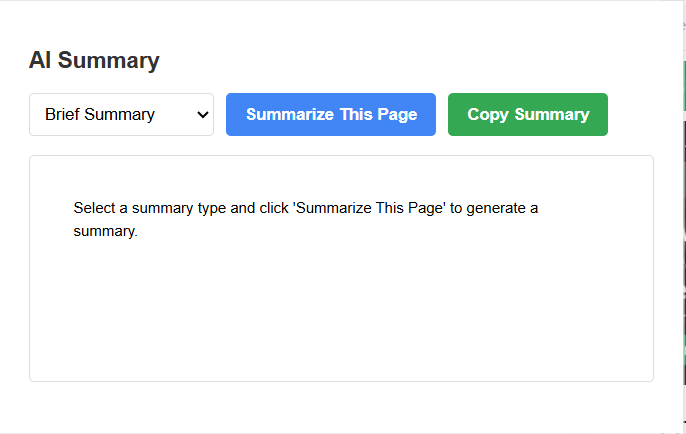 AI Summary
Brief Summary
Summarize This Page
Copy Summary
Select a summary type and click 'Summarize This Page' to generate a
summary.